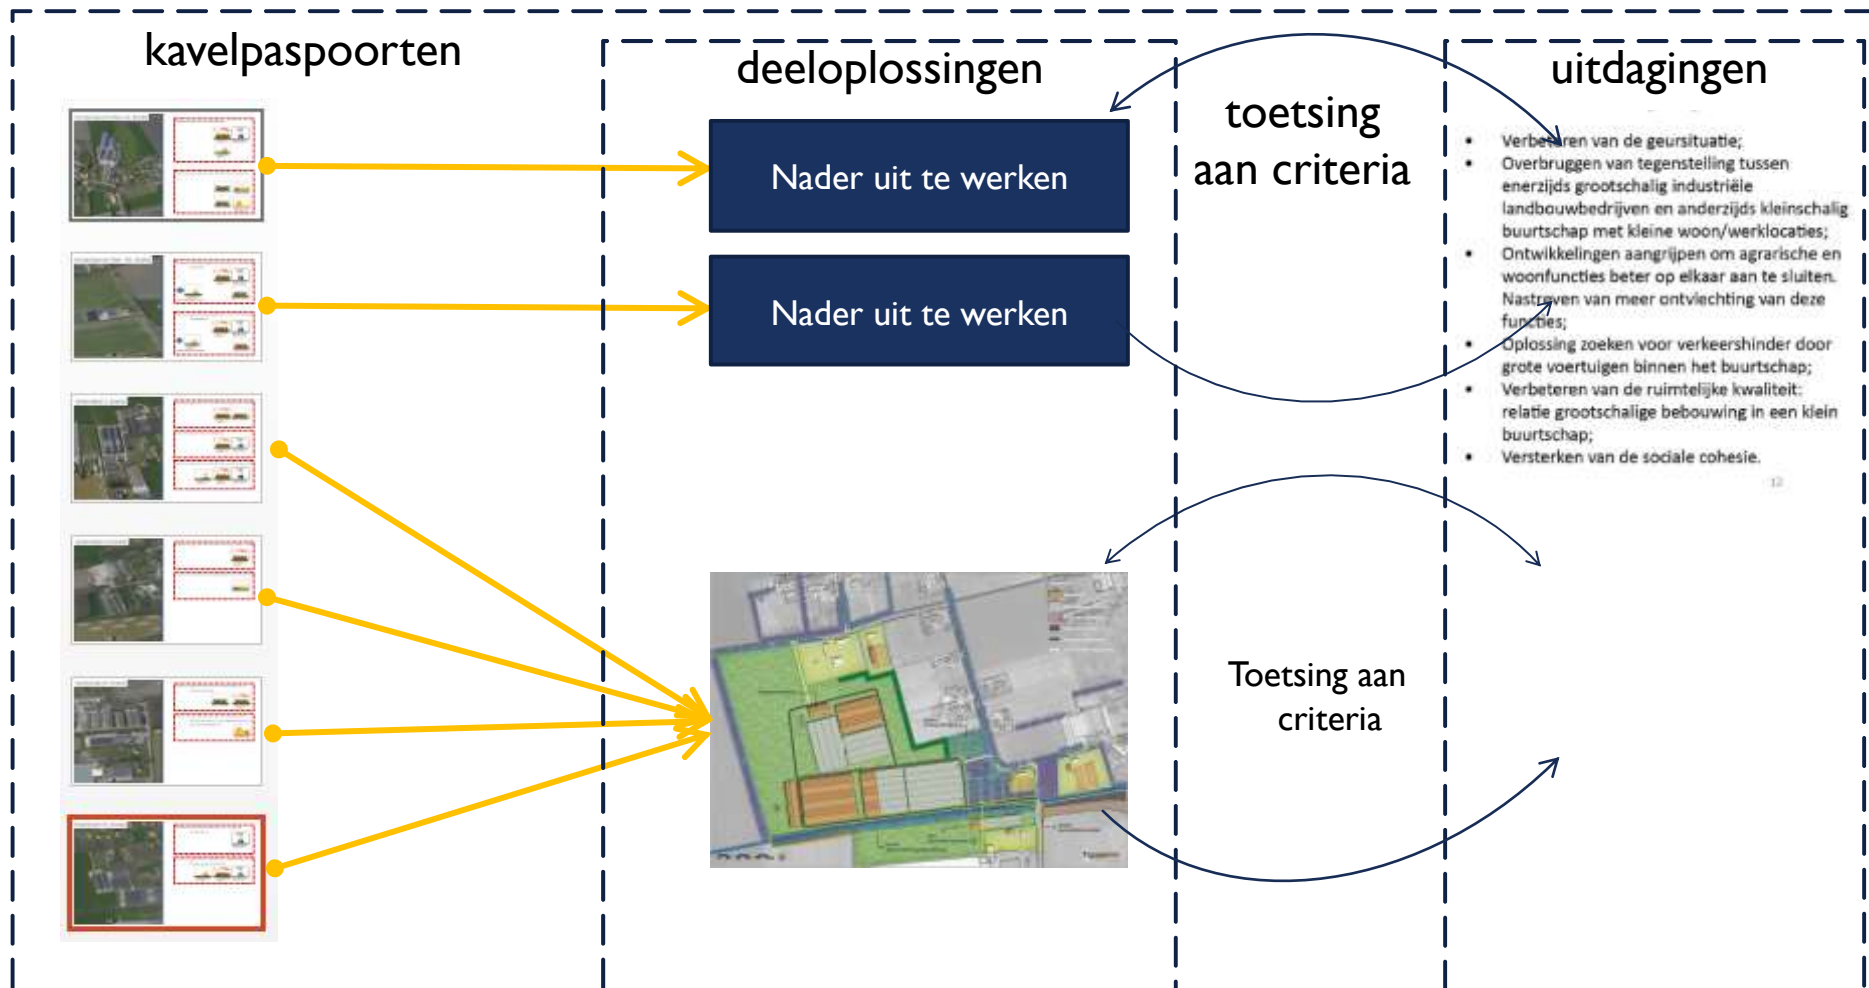 kavelpaspoorten
deeloplossingen
Nader uit te werken
Nader uit te werken
toetsing
aan criteria
Toetsing aan
criteria
uitdagingen
• Verbeteren van de geursituatie;
• Overbruggen van tegenstelling tussen
enerzijds grootschalig industriële
landbouwbedrijven en anderzijds kleinschalig
buurtschap met kleine woon/werklocaties;
• Ontwikkelingen aangrijpen om agrarische en
woonfuncties beter op elkaar aan te sluiten.
Nastreven van meer ontvlechting van deze
functies;
• Oplossing zoeken voor verkeershinder door
grote voertuigen binnen het buurtschap;
• Verbeteren van de ruimtelijke kwaliteit:
relatie grootschalige bebouwing in een klein
buurtschap;
• Versterken van de sociale cohesie.
12